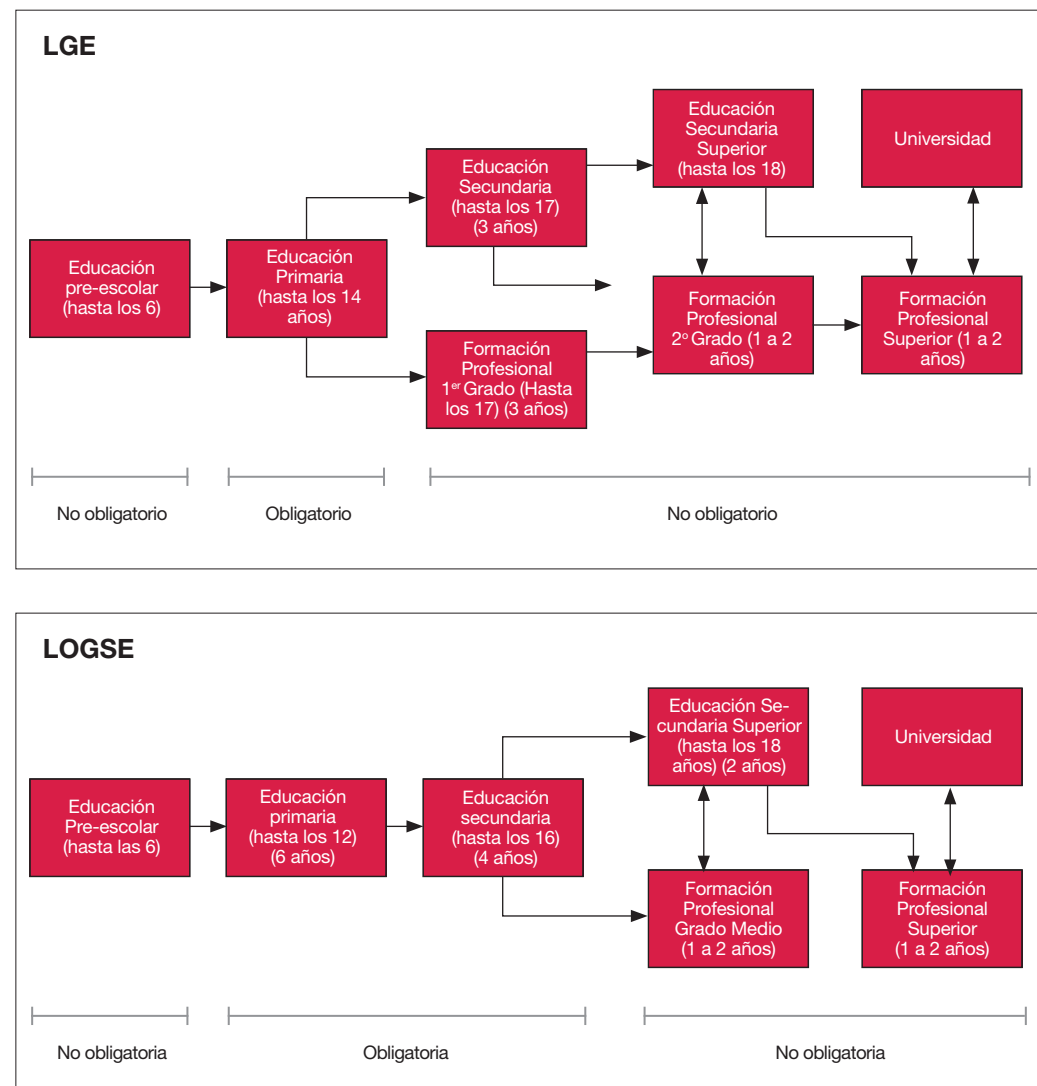 LGE
Educación
pre-escolar
(hasta los 6)
Educación
Primaria
(hasta los 14
años)
Educación
Secundaria
(hasta los 17)
(3 años)
Formación
Profesional
1er Grado (Hasta
los 17) (3 años)
Educación
Secundaria
Superior
(hasta los 18)
Formación
Profesional
2º Grado (1 a 2
años)
Universidad
Formación
Profesional
Superior (1 a 2
años)
No obligatorio
Obligatorio
No obligatorio
LOGSE
Educación
Pre-escolar
(hasta las 6)
Educación
primaria
(hasta los 12)
(6 años)
Educación
secundaria
(hasta los 16)
(4 años)
Educación Se-
cundaria Superior
(hasta los 18
años) (2 años)
Formación
Profesional
Grado Medio
(1 a 2 años)
Universidad
Formación
Profesional
Superior
(1 a 2 años)
No obligatoria
Obligatoria
No obligatoria